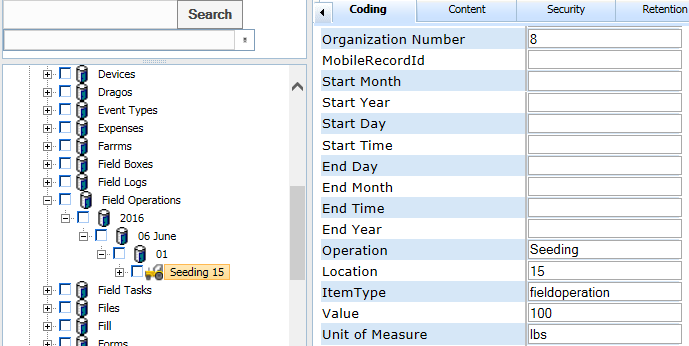 Search
Devices
Dragos
Event Types
Expenses
Farrms
Field Boxes
Field Logs
Field Operations
2016
06 June
01
Seeding 15
Field Tasks
Files
Fill
Forms
Coding Content Security Retention
Organization Number 8
MobileRecordId
Start Month
Start Year
Start Day
Start Time
End Day
End Month
End Time
End Year
Operation Seeding
Location 15
ItemType fieldoperation
Value 100
Unit of Measure lbs